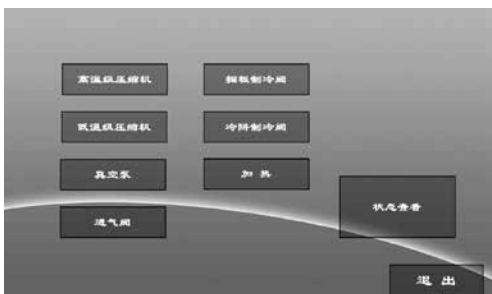 高温级压缩机
搁板制冷阀
低温级压缩机
冷阱制冷阀
真空泵
加热
进气阀
状态查看
退出